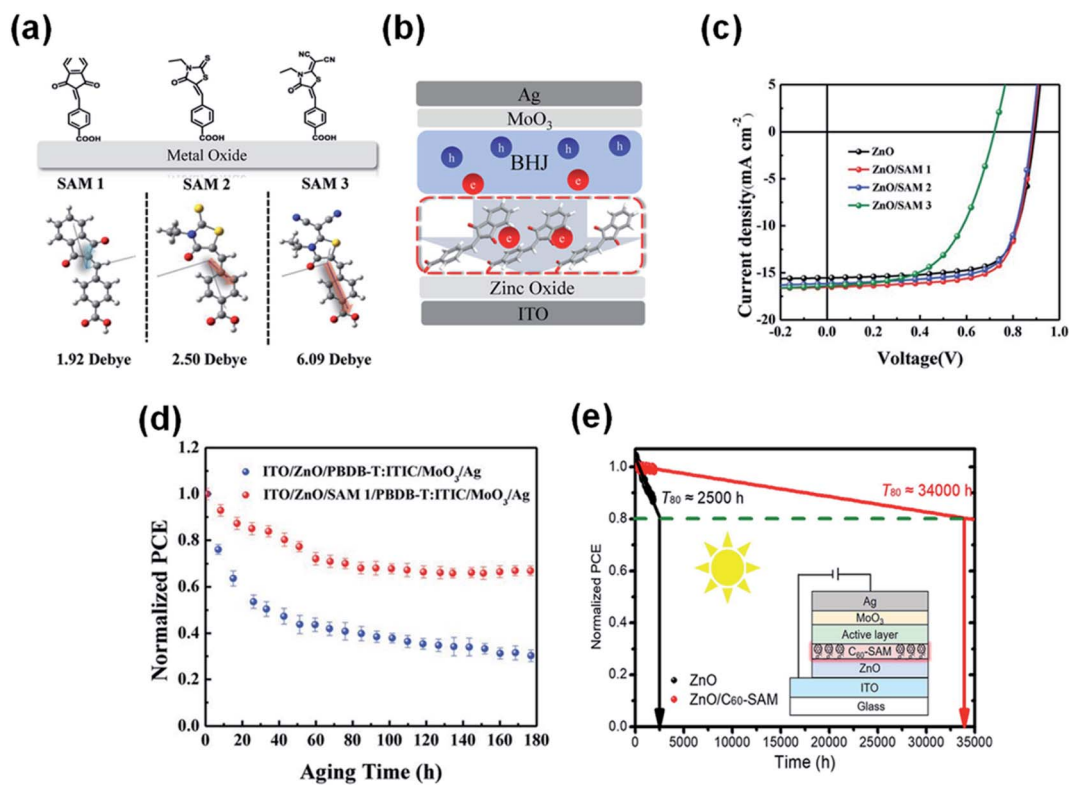 (a)
O O
COOH
N S S
O
COOH
NC CN
N S
O
COOH
Metal Oxide
SAM 1 SAM 2 SAM 3
1.92 Debye 2.50 Debye 6.09 Debye
(b)
Ag
MoO3
h h h h
BHJ
e e
e e
Zinc Oxide
ITO
(c)
Current density(mA cm-2)
5
0
-5
-10
-15
-20
ZnO
ZnO/SAM 1
ZnO/SAM 2
ZnO/SAM 3
-0.2 0.0 0.2 0.4 0.6 0.8 1.0
Voltage(V)
(d)
Normalized PCE
1.2
1.0
0.8
0.6
0.4
0.2
0.0
ITO/ZnO/PBDB-T:ITIC/MoO3/Ag
ITO/ZnO/SAM 1/PBDB-T:ITIC/MoO3/Ag
0 20 40 60 80 100 120 140 160 180
Aging Time (h)
(e)
Normalized PCE
1.0
0.8
0.6
0.4
0.2
0.0
T80 ≈ 2500 h
T80 ≈ 34000 h
ZnO
ZnO/C60-SAM
Ag
MoO3
Active layer
C60-SAM
ZnO
ITO
Glass
0 5000 10000 15000 20000 25000 30000 35000
Time (h)